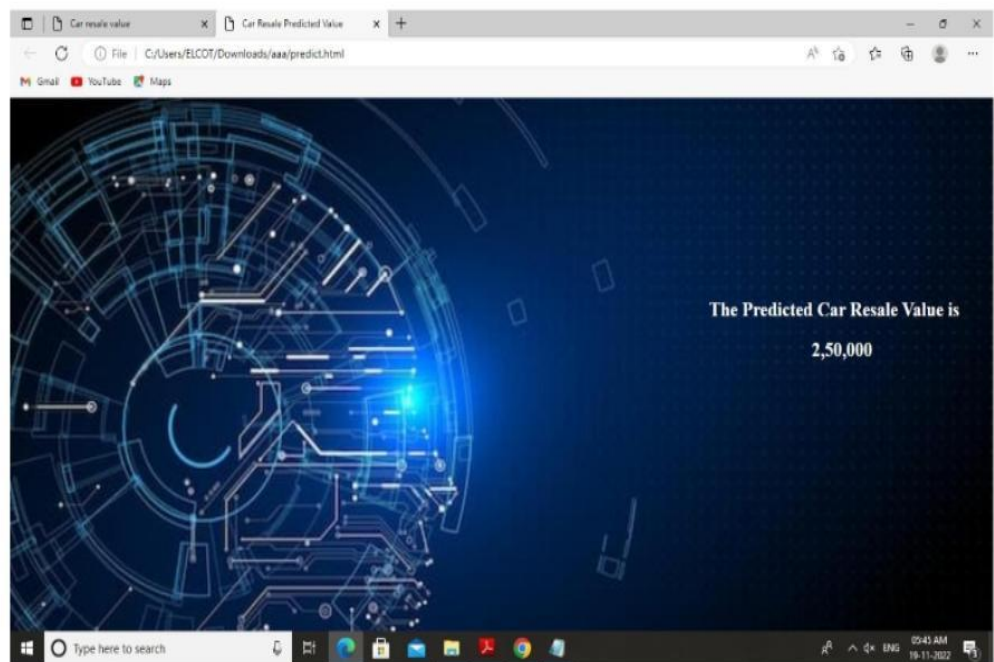 Car resale value
Car Resale Predicted Value
File
C:/Users/ELCOT/Downloads/aaa/predict.html
Gmail
YouTube
Maps
The Predicted Car Resale Value is
2,50,000
Type here to search
ENG
05:45 AM
19-11-2022